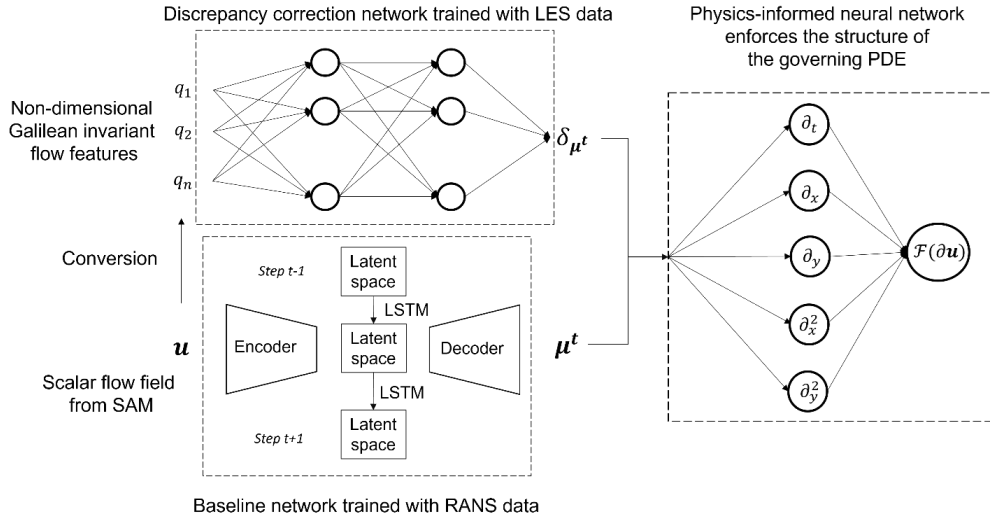 Discrepancy correction network trained with LES data
Physics-informed neural network
enforces the structure of
the governing PDE
Non-dimensional
Galilean invariant
flow features
q₁
q₂
qₙ
δ_μᵗ
∂ₜ
∂ₓ
∂ᵧ
∂ₓ²
∂ᵧ²
ℱ(∂u)
Conversion
Step t-1
Latent
space
LSTM
u
Encoder
Latent
space
Decoder
μᵗ
LSTM
Scalar flow field
from SAM
Step t+1
Latent
space
Baseline network trained with RANS data